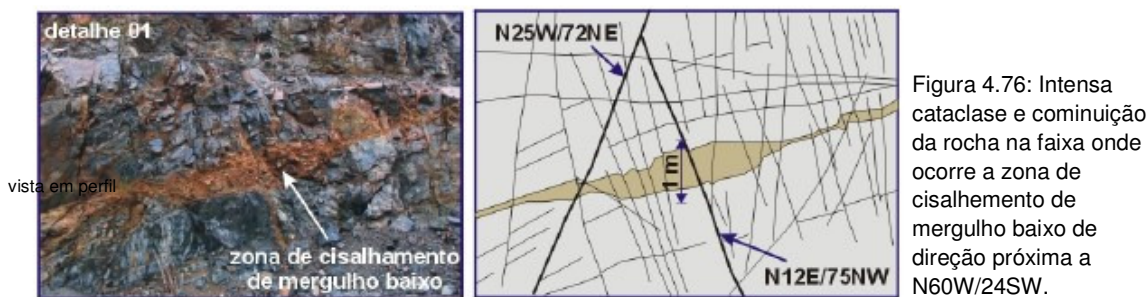 detalhe 01
vista em perfil
zona de cisalhamento
de mergulho baixo
N25W/72NE
1 m
N12E/75NW
Figura 4.76: Intensa
cataclase e cominuição
da rocha na faixa onde
ocorre a zona de
cisalhemento de
mergulho baixo de
direção próxima a
N60W/24SW.